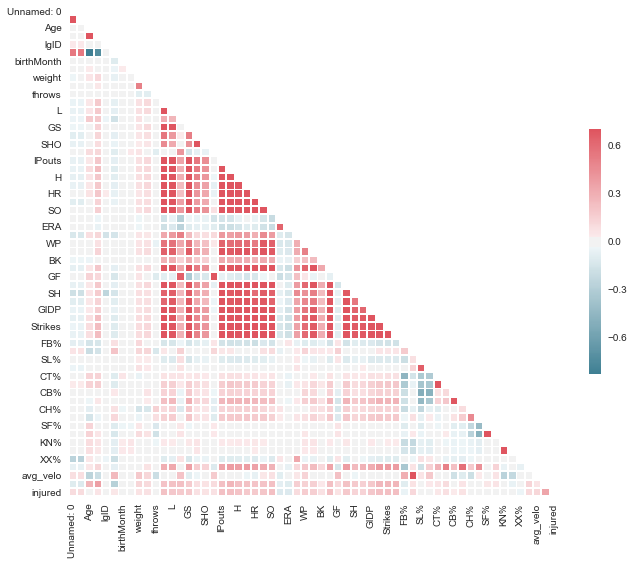 Unnamed: 0
Age
lgID
birthMonth
weight
throws
L
GS
SHO
IPouts
H
HR
SO
ERA
WP
BK
GF
SH
GIDP
Strikes
FB%
SL%
CT%
CB%
CH%
SF%
KN%
XX%
avg_velo
injured
Unnamed: 0
Age
lgID
birthMonth
weight
throws
L
GS
SHO
IPouts
H
HR
SO
ERA
WP
BK
GF
SH
GIDP
Strikes
FB%
SL%
CT%
CB%
CH%
SF%
KN%
XX%
avg_velo
injured
0.6
0.3
0.0
−0.3
−0.6